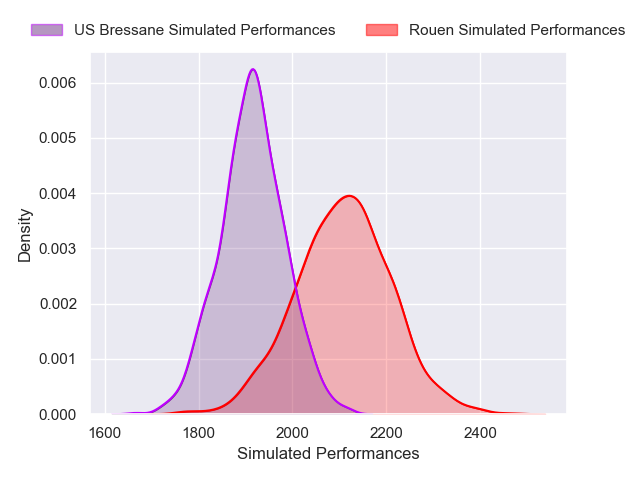 US Bressane Simulated Performances
Rouen Simulated Performances
0.006
0.005
0.004
0.003
0.002
0.001
0.000
Density
1600 1800 2000 2200 2400
Simulated Performances